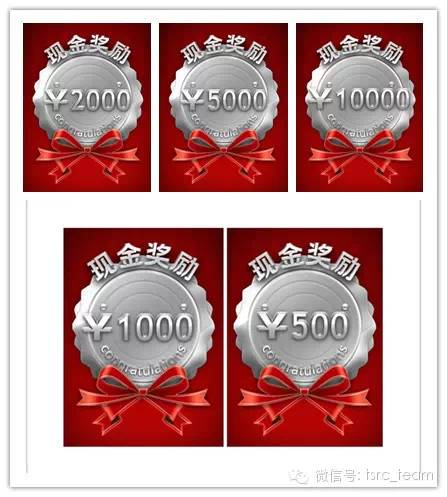 现金奖励
￥2000
congratulations
现金奖励
￥5000
congratulations
现金奖励
￥10000
congratulations
现金奖励
￥1000
congratulations
现金奖励
￥500
congratulations
微信号: tsrc_team